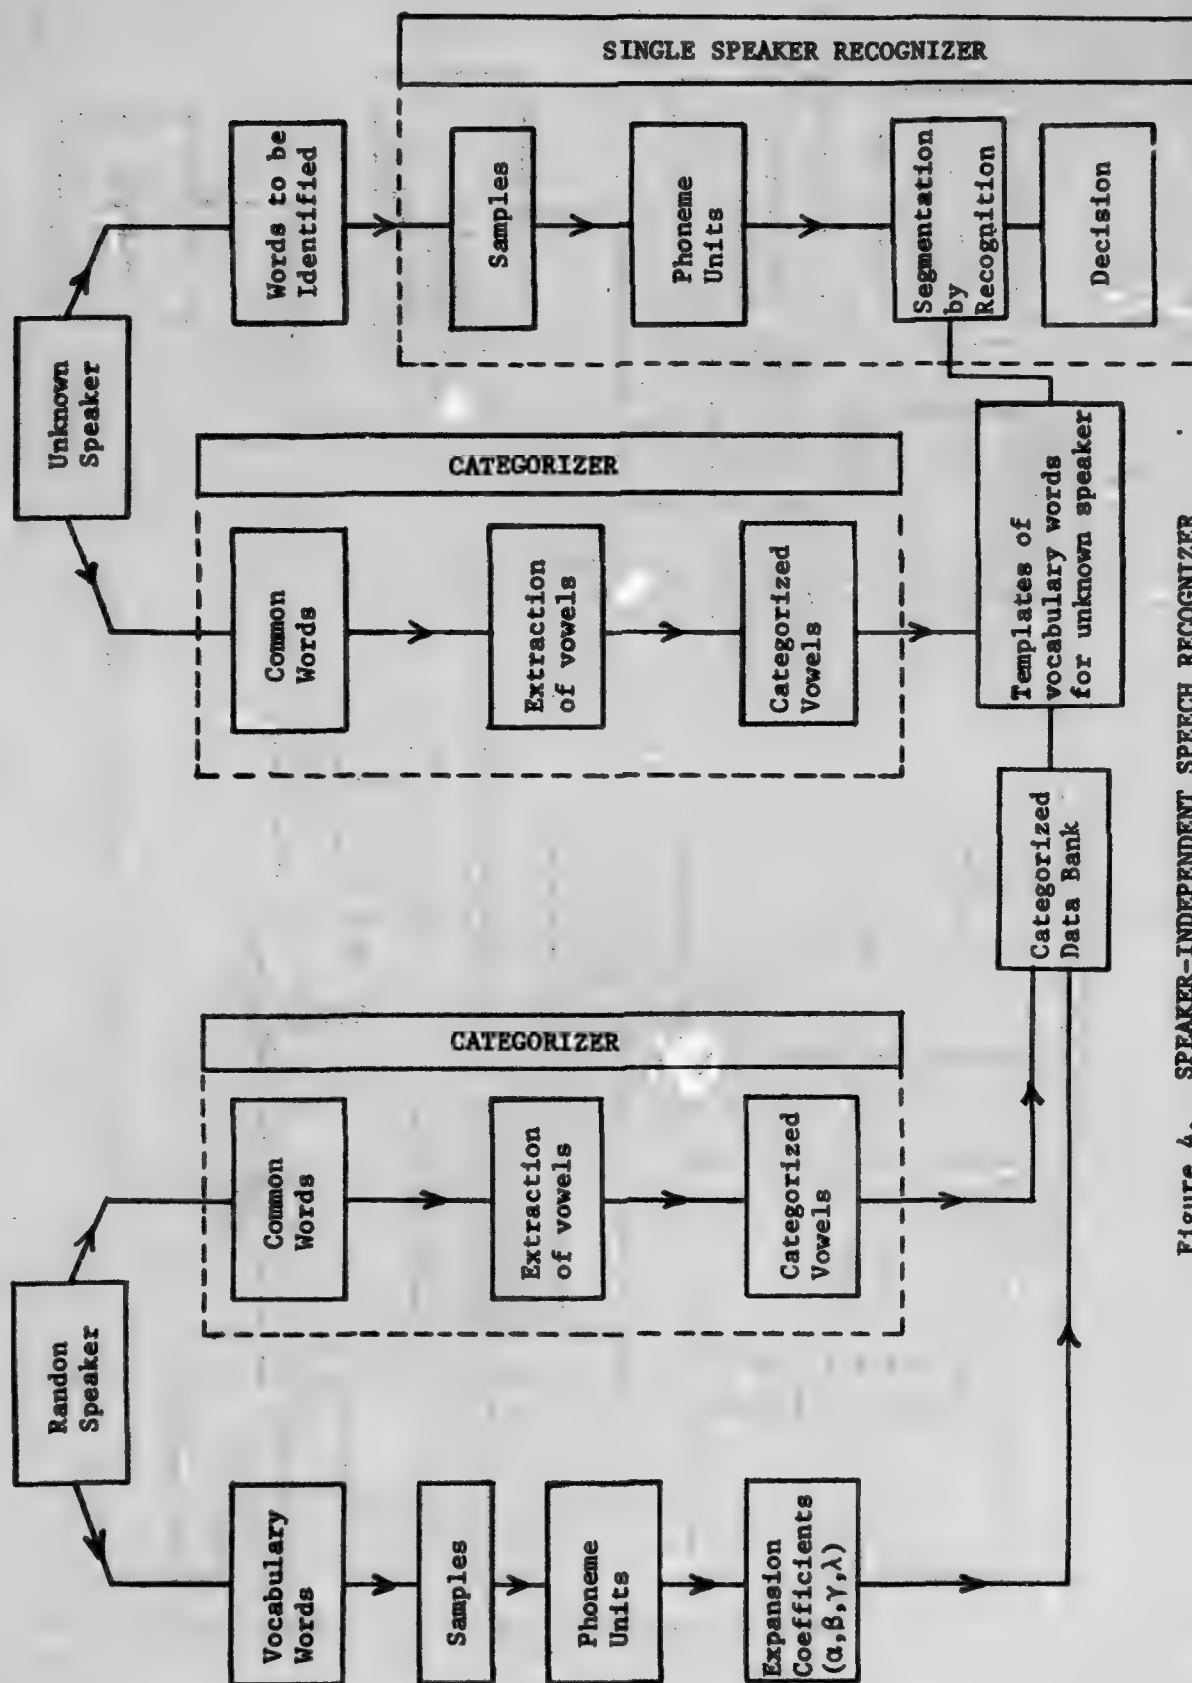 Randon
Speaker
Unknown
Speaker
Vocabulary
Words
Samples
Phoneme
Units
Expansion
Coefficients
(α,β,γ,λ)
Common
Words
Extraction
of vowels
Categorized
Vowels
CATEGORIZER
Categorized
Data Bank
Common
Words
Extraction
of vowels
Categorized
Vowels
CATEGORIZER
Templates of
vocabulary words
for unknown speaker
Words to be
Identified
Samples
Phoneme
Units
Segmentation
by
Recognition
Decision
SINGLE SPEAKER RECOGNIZER
Figure 4. SPEAKER-INDEPENDENT SPEECH RECOGNIZER